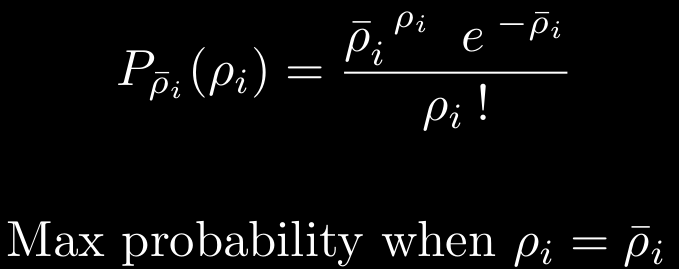 P_{\bar{\rho}_i}(\rho_i) = \frac{\bar{\rho}_i^{\rho_i} e^{-\bar{\rho}_i}}{\rho_i!}
Max probability when \rho_i = \bar{\rho}_i